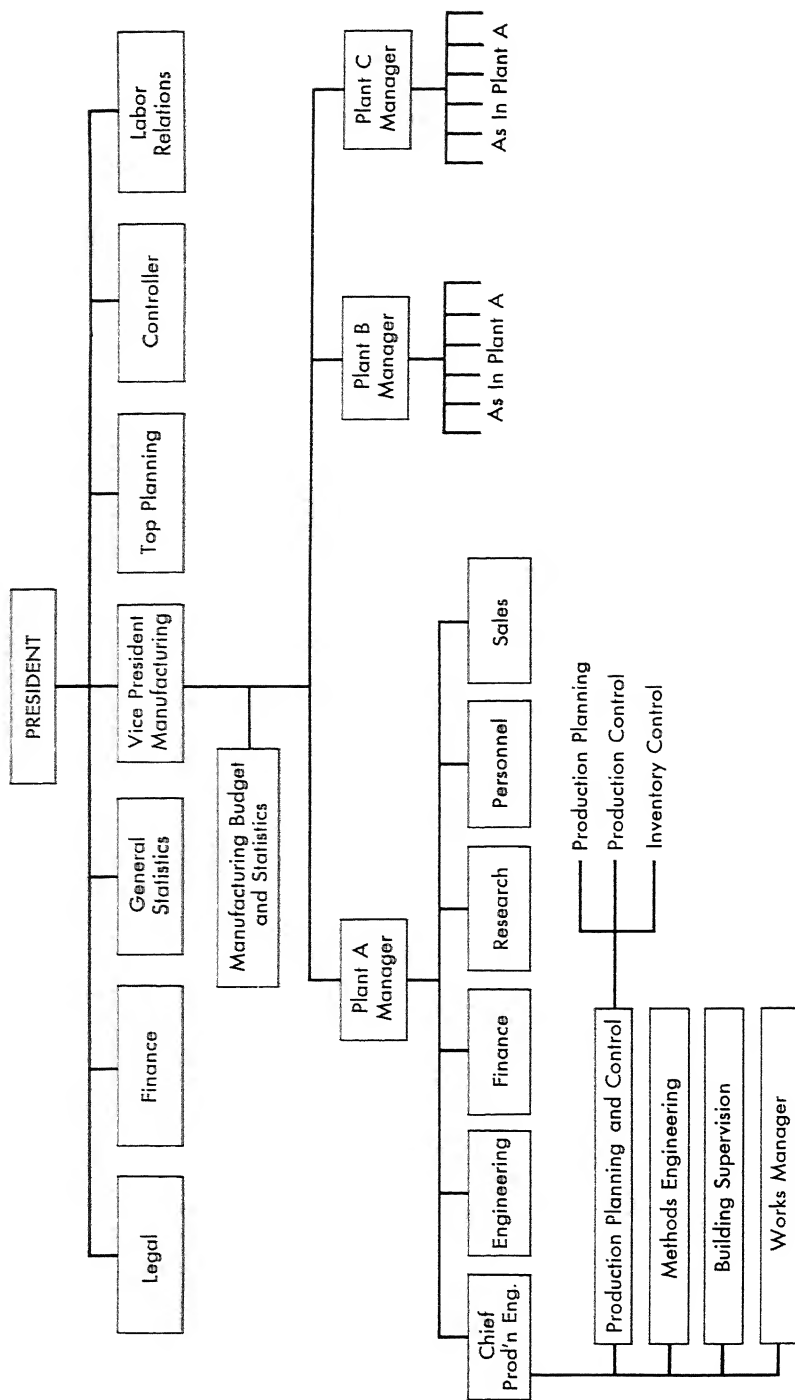 PRESIDENT
Legal
Finance
General
Statistics
Vice President
Manufacturing
Top Planning
Controller
Labor
Relations
Manufacturing Budget
and Statistics
Plant A
Manager
Plant B
Manager
Plant C
Manager
As In Plant A
As In Plant A
Chief
Prod'n Eng.
Engineering
Finance
Research
Personnel
Sales
Production Planning and Control
Production Planning
Production Control
Inventory Control
Methods Engineering
Building Supervision
Works Manager